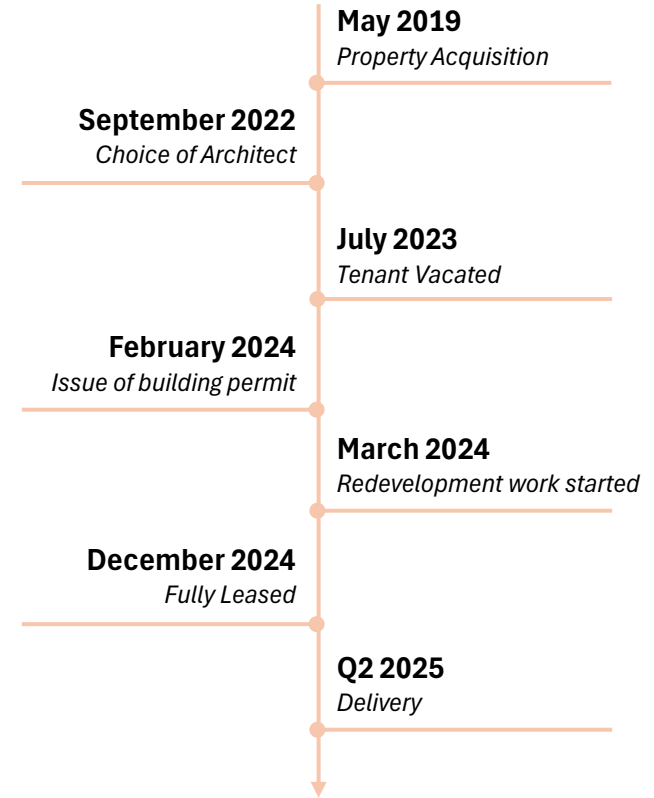 May 2019
Property Acquisition
September 2022
Choice of Architect
July 2023
Tenant Vacated
February 2024
Issue of building permit
March 2024
Redevelopment work started
December 2024
Fully Leased
Q2 2025
Delivery